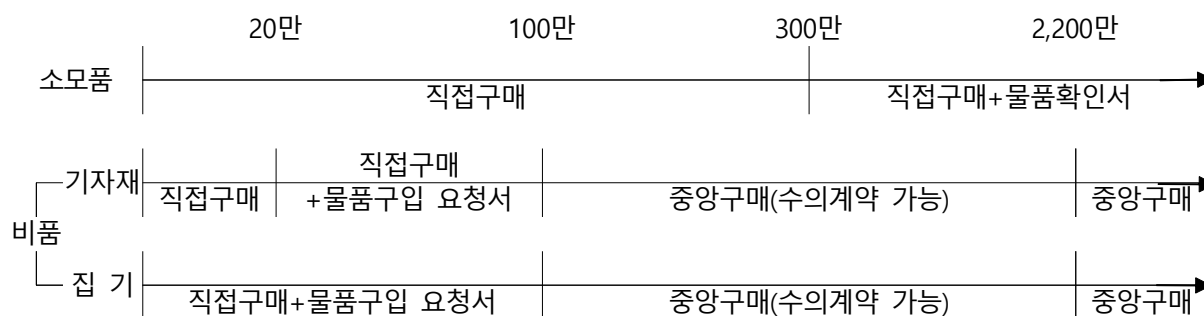 20만 100만 300만 2,200만
소모품
직접구매 직접구매+물품확인서
직접구매
기자재
직접구매 +물품구입 요청서 중앙구매(수의계약 가능) 중앙구매
비품
집 기
직접구매+물품구입 요청서 중앙구매(수의계약 가능) 중앙구매